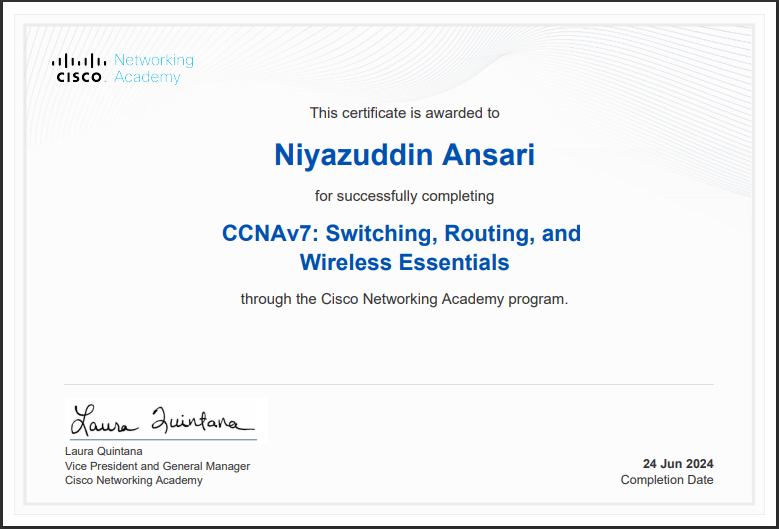 Networking
CISCO Academy
This certificate is awarded to
Niyazuddin Ansari
for successfully completing
CCNAv7: Switching, Routing, and
Wireless Essentials
through the Cisco Networking Academy program.
Laura Quintana
Laura Quintana
Vice President and General Manager
Cisco Networking Academy
24 Jun 2024
Completion Date